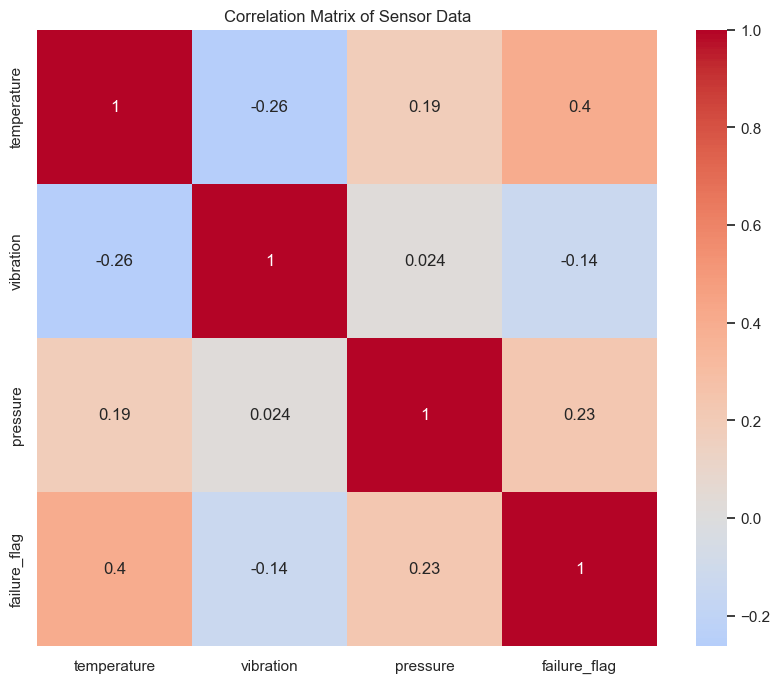 Correlation Matrix of Sensor Data
temperature
1
-0.26
0.19
0.4
vibration
-0.26
1
0.024
-0.14
pressure
0.19
0.024
1
0.23
failure_flag
0.4
-0.14
0.23
1
temperature
vibration
pressure
failure_flag
1.0
0.8
0.6
0.4
0.2
0.0
−0.2